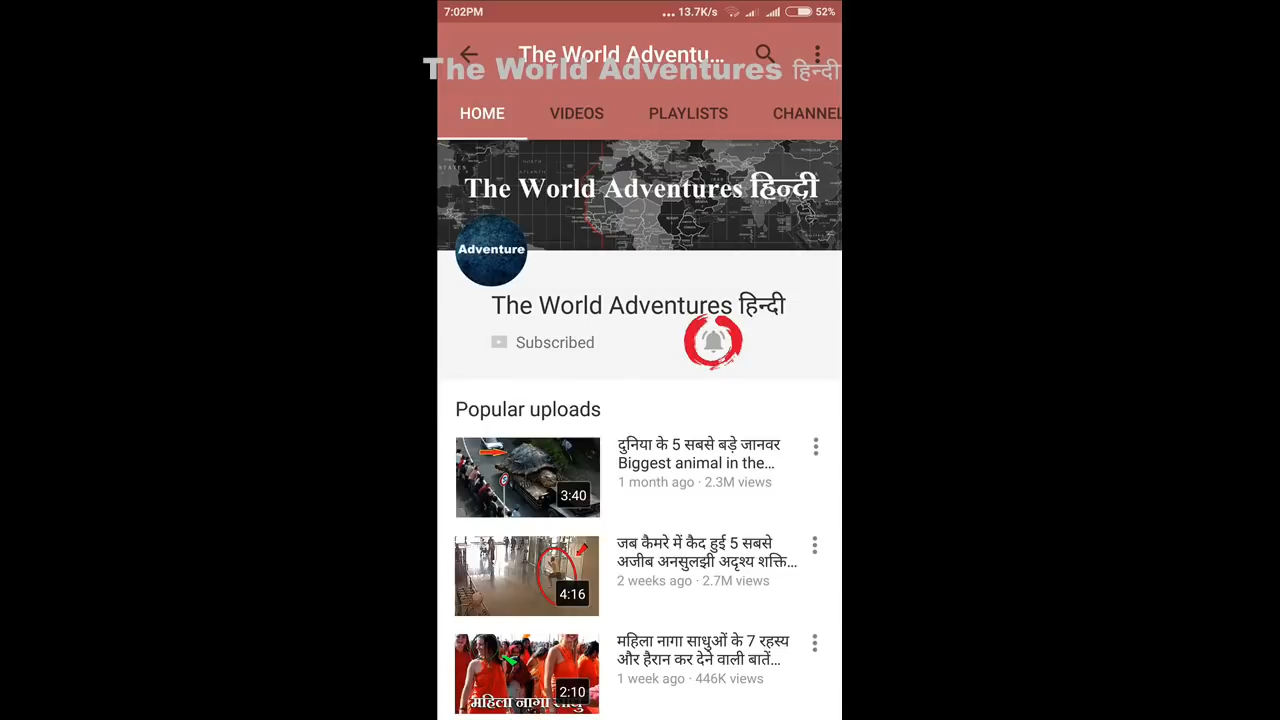 7:02PM ... 13.7K/s 52%
The World Adventu...
The World Adventures हिन्दी
HOME VIDEOS PLAYLISTS CHANNEL
The World Adventures हिन्दी
Adventure
The World Adventures हिन्दी
Subscribed
Popular uploads
दुनिया के 5 सबसे बड़े जानवर
Biggest animal in the...
1 month ago · 2.3M views
3:40
जब कैमरे में कैद हुई 5 सबसे
अजीब अनसुलझी अदृश्य शक्ति...
2 weeks ago · 2.7M views
4:16
महिला नागा साधुओं के 7 रहस्य
और हैरान कर देने वाली बातें...
1 week ago · 446K views
2:10
महिला नागा साधु